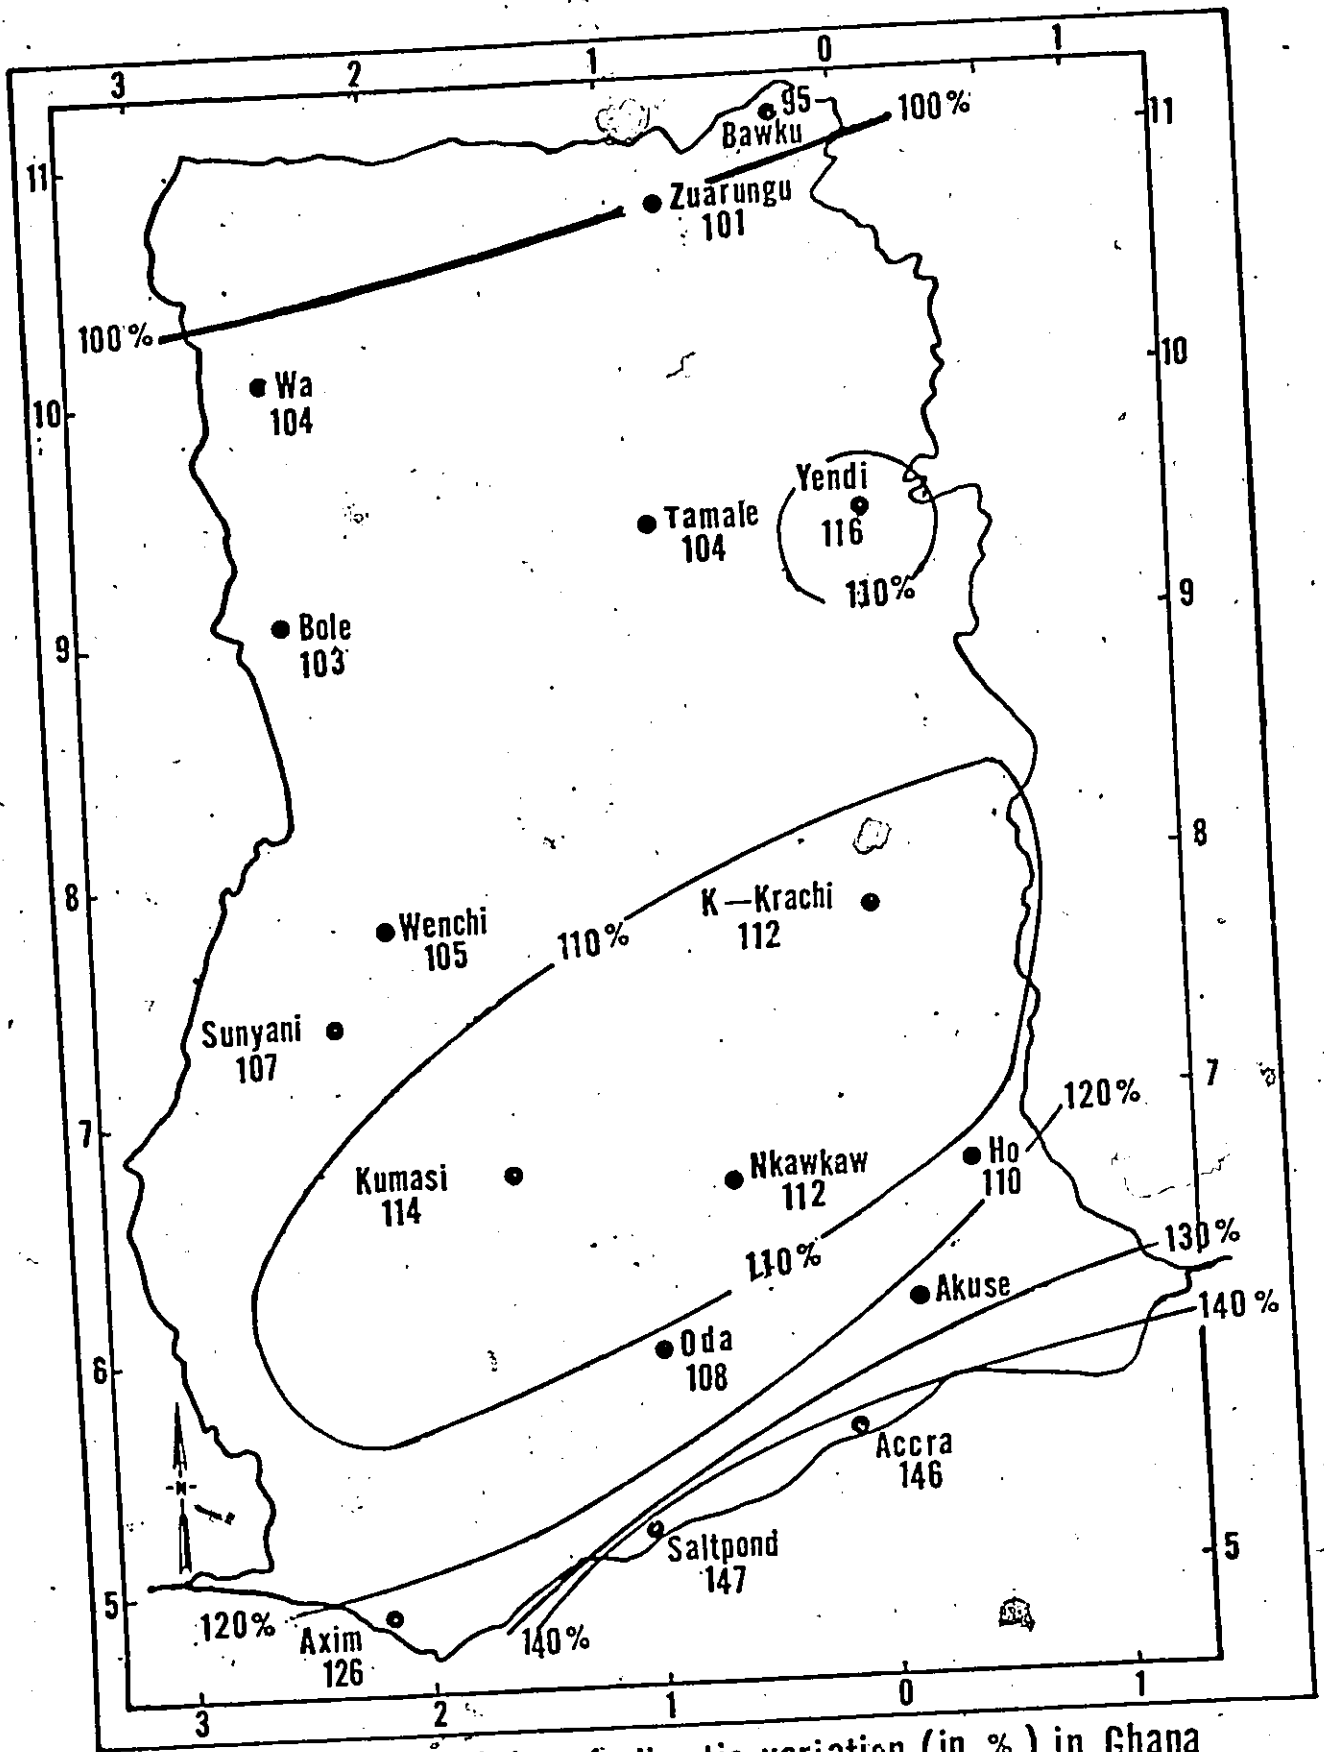 3 2 1 0 1
95
100%
11
Bawku
11
Zuarungu
101
100%
10
Wa
104
10
Yendi
116
Tamale
104
110%
9
Bole
103
9
8
K–Krachi
112
8
Wenchi
105
110%
Sunyani
107
7
120%
7
Ho
110
Nkawkaw
112
Kumasi
114
130%
110%
Akuse
140%
Oda
108
6
Accra
146
-N-
Saltpond
147
5
5
120%
Axim
126
140%
3 2 1 0 1
variation (in %) in Ghana